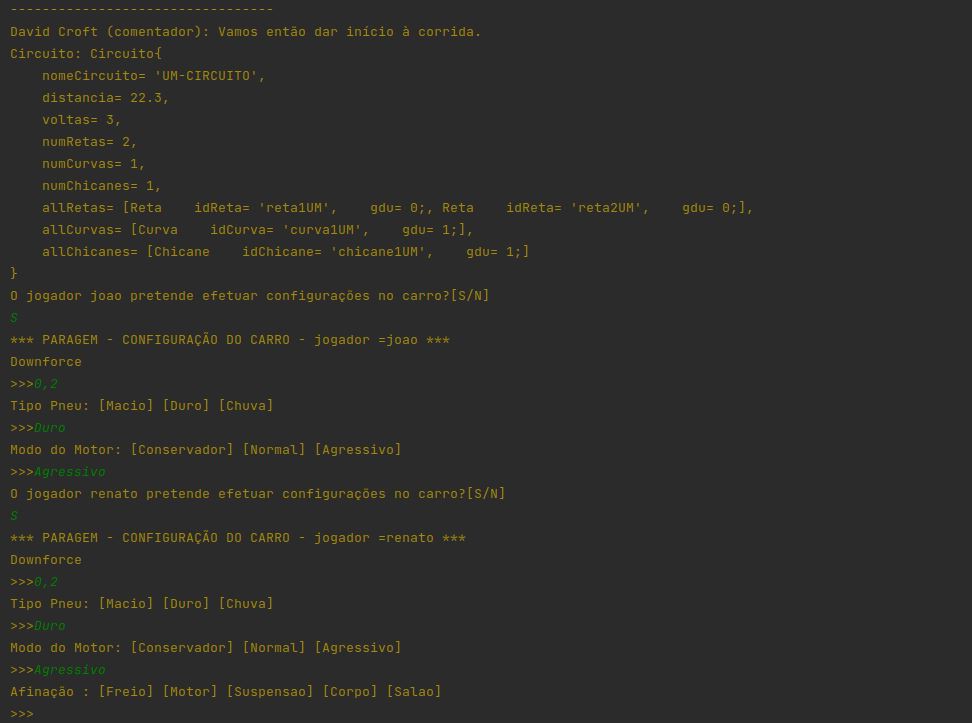 ---------------------------------
David Croft (comentador): Vamos então dar início à corrida.
Circuito: Circuito{
    nomeCircuito= 'UM-CIRCUITO',
    distancia= 22.3,
    voltas= 3,
    numRetas= 2,
    numCurvas= 1,
    numChicanes= 1,
    allRetas= [Reta    idReta= 'reta1UM',    gdu= 0;, Reta    idReta= 'reta2UM',    gdu= 0;],
    allCurvas= [Curva    idCurva= 'curva1UM',    gdu= 1;],
    allChicanes= [Chicane    idChicane= 'chicane1UM',    gdu= 1;]
}
O jogador joao pretende efetuar configurações no carro?[S/N]
S
*** PARAGEM - CONFIGURAÇÃO DO CARRO - jogador =joao ***
Downforce
>>>0,2
Tipo Pneu: [Macio] [Duro] [Chuva]
>>>Duro
Modo do Motor: [Conservador] [Normal] [Agressivo]
>>>Agressivo
O jogador renato pretende efetuar configurações no carro?[S/N]
S
*** PARAGEM - CONFIGURAÇÃO DO CARRO - jogador =renato ***
Downforce
>>>0,2
Tipo Pneu: [Macio] [Duro] [Chuva]
>>>Duro
Modo do Motor: [Conservador] [Normal] [Agressivo]
>>>Agressivo
Afinação : [Freio] [Motor] [Suspensao] [Corpo] [Salao]
>>>